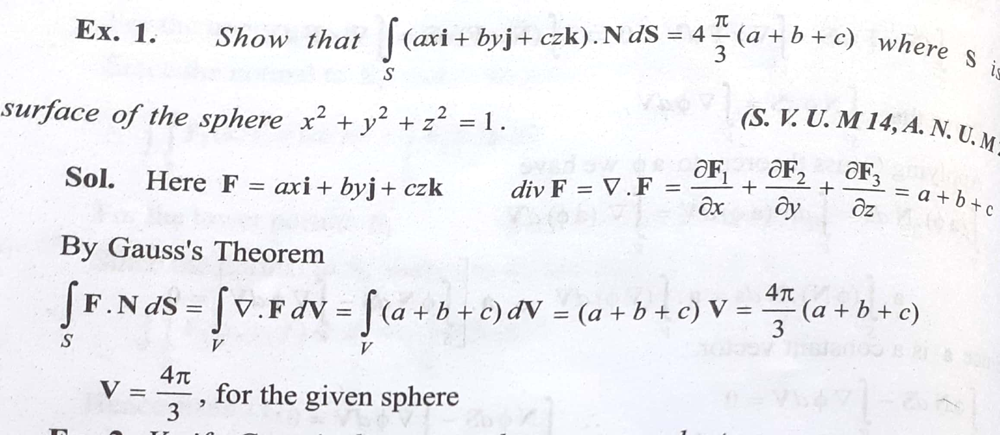 Ex. 1. Show that ∫_S (axi + byj + czk) . N dS = 4 π/3 (a + b + c) where S is
surface of the sphere x² + y² + z² = 1. (S. V. U. M 14, A. N. U. M
Sol. Here F = axi + byj + czk div F = ∇ . F = ∂F₁/∂x + ∂F₂/∂y + ∂F₃/∂z = a + b + c
By Gauss's Theorem
∫_S F . N dS = ∫_V ∇ . F dV = ∫_V (a + b + c) dV = (a + b + c) V = 4π/3 (a + b + c)
V = 4π/3 , for the given sphere